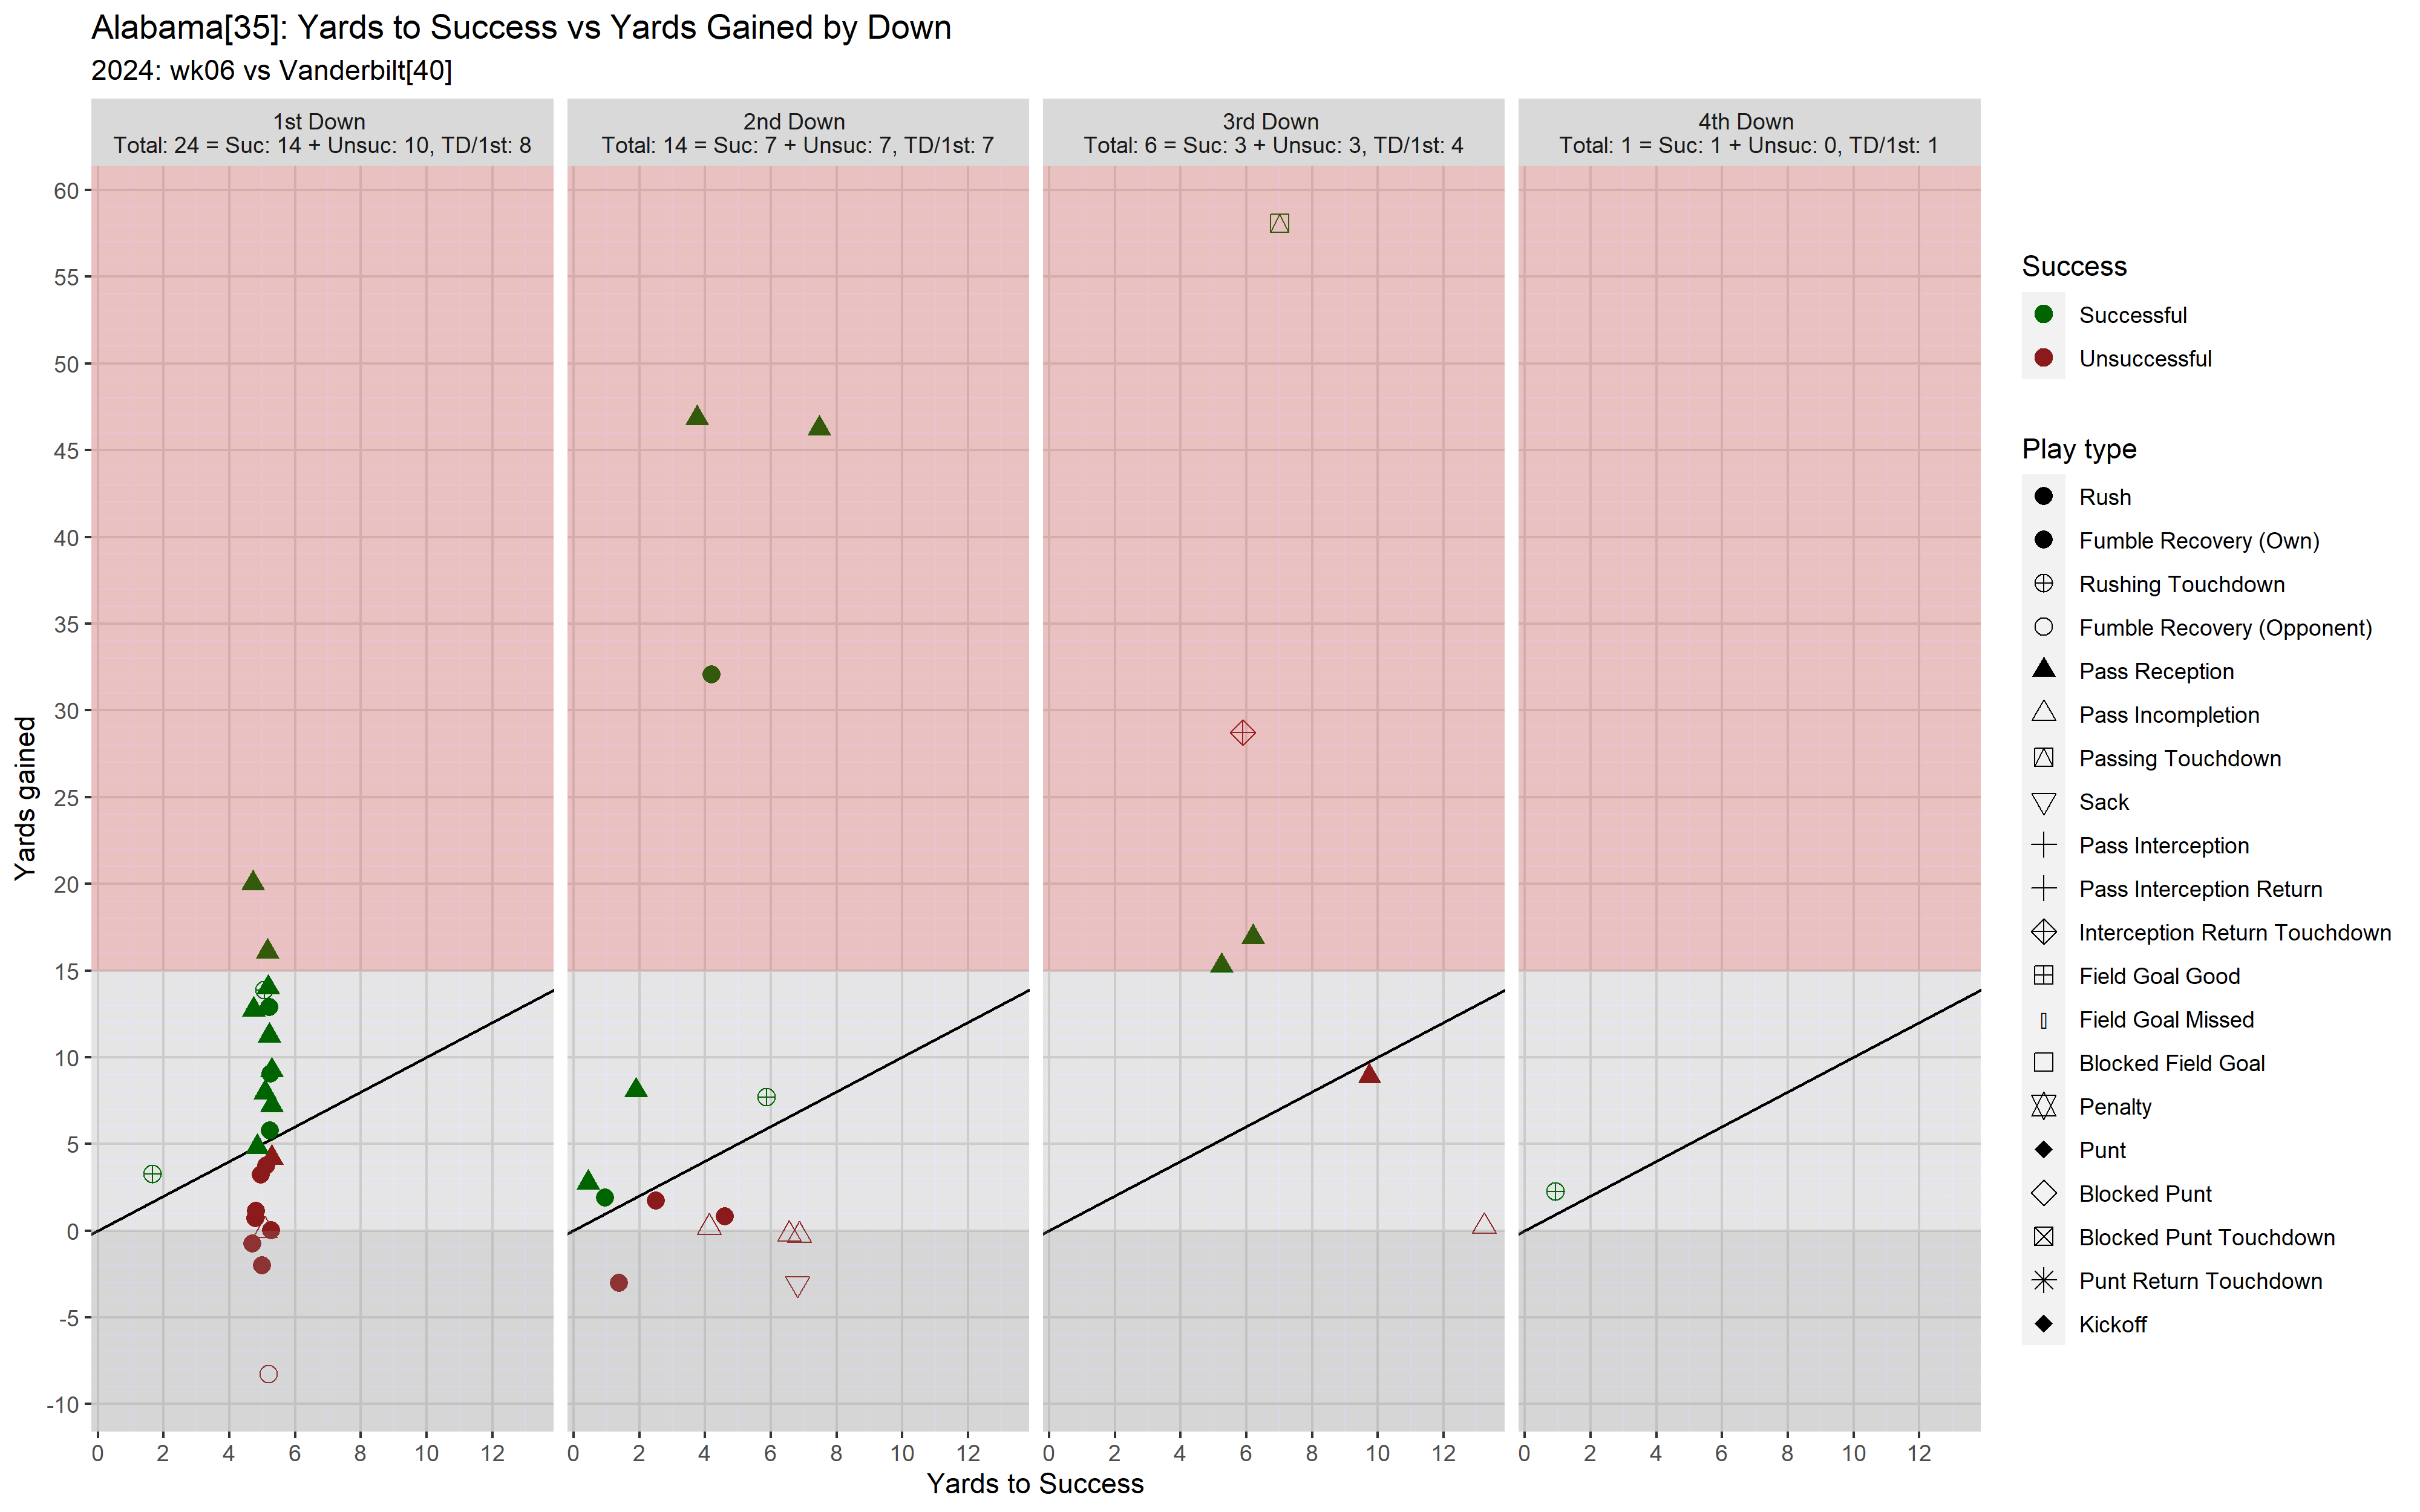 Alabama[35]: Yards to Success vs Yards Gained by Down
2024: wk06 vs Vanderbilt[40]
1st Down
Total: 24 = Suc: 14 + Unsuc: 10, TD/1st: 8
2nd Down
Total: 14 = Suc: 7 + Unsuc: 7, TD/1st: 7
3rd Down
Total: 6 = Suc: 3 + Unsuc: 3, TD/1st: 4
4th Down
Total: 1 = Suc: 1 + Unsuc: 0, TD/1st: 1
Yards gained
60
55
50
45
40
35
30
25
20
15
10
5
0
-5
-10
0 2 4 6 8 10 12
0 2 4 6 8 10 12
0 2 4 6 8 10 12
0 2 4 6 8 10 12
Yards to Success
Success
Successful
Unsuccessful
Play type
Rush
Fumble Recovery (Own)
Rushing Touchdown
Fumble Recovery (Opponent)
Pass Reception
Pass Incompletion
Passing Touchdown
Sack
Pass Interception
Pass Interception Return
Interception Return Touchdown
Field Goal Good
Field Goal Missed
Blocked Field Goal
Penalty
Punt
Blocked Punt
Blocked Punt Touchdown
Punt Return Touchdown
Kickoff